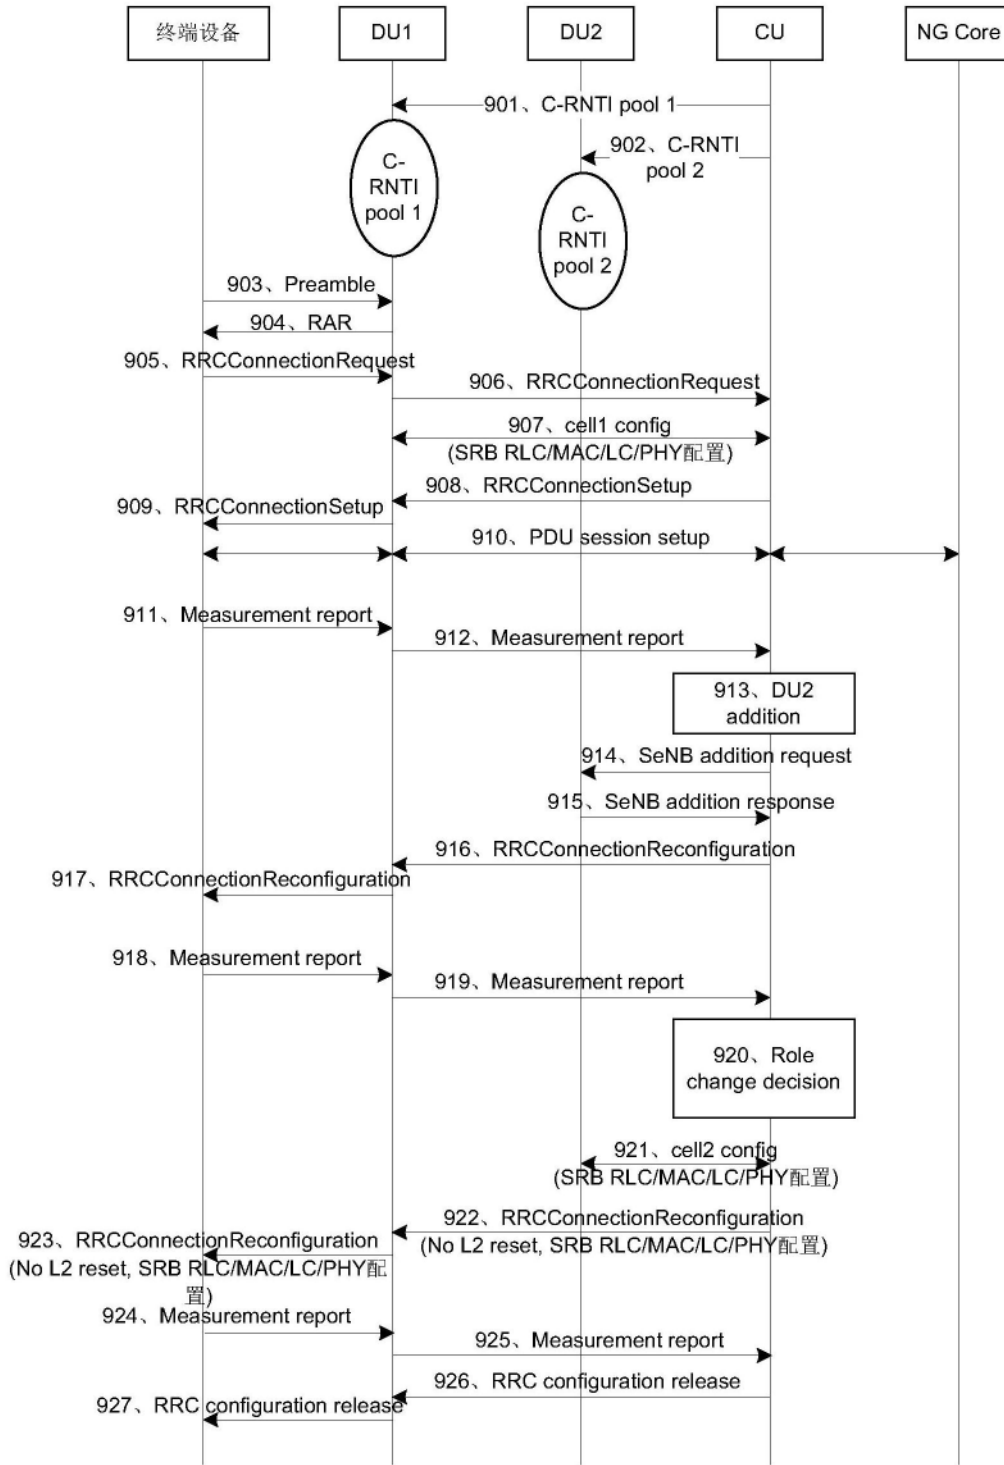 终端设备
DU1
DU2
CU
NG Core
901、C-RNTI pool 1
902、C-RNTI
pool 2
C-
RNTI
pool 1
C-
RNTI
pool 2
903、Preamble
904、RAR
905、RRCConnectionRequest
906、RRCConnectionRequest
907、cell1 config
(SRB RLC/MAC/LC/PHY配置)
908、RRCConnectionSetup
909、RRCConnectionSetup
910、PDU session setup
911、Measurement report
912、Measurement report
913、DU2
addition
914、SeNB addition request
915、SeNB addition response
916、RRCConnectionReconfiguration
917、RRCConnectionReconfiguration
918、Measurement report
919、Measurement report
920、Role
change decision
921、cell2 config
(SRB RLC/MAC/LC/PHY配置)
922、RRCConnectionReconfiguration
(No L2 reset, SRB RLC/MAC/LC/PHY配置)
923、RRCConnectionReconfiguration
(No L2 reset, SRB RLC/MAC/LC/PHY配
置)
924、Measurement report
925、Measurement report
926、RRC configuration release
927、RRC configuration release